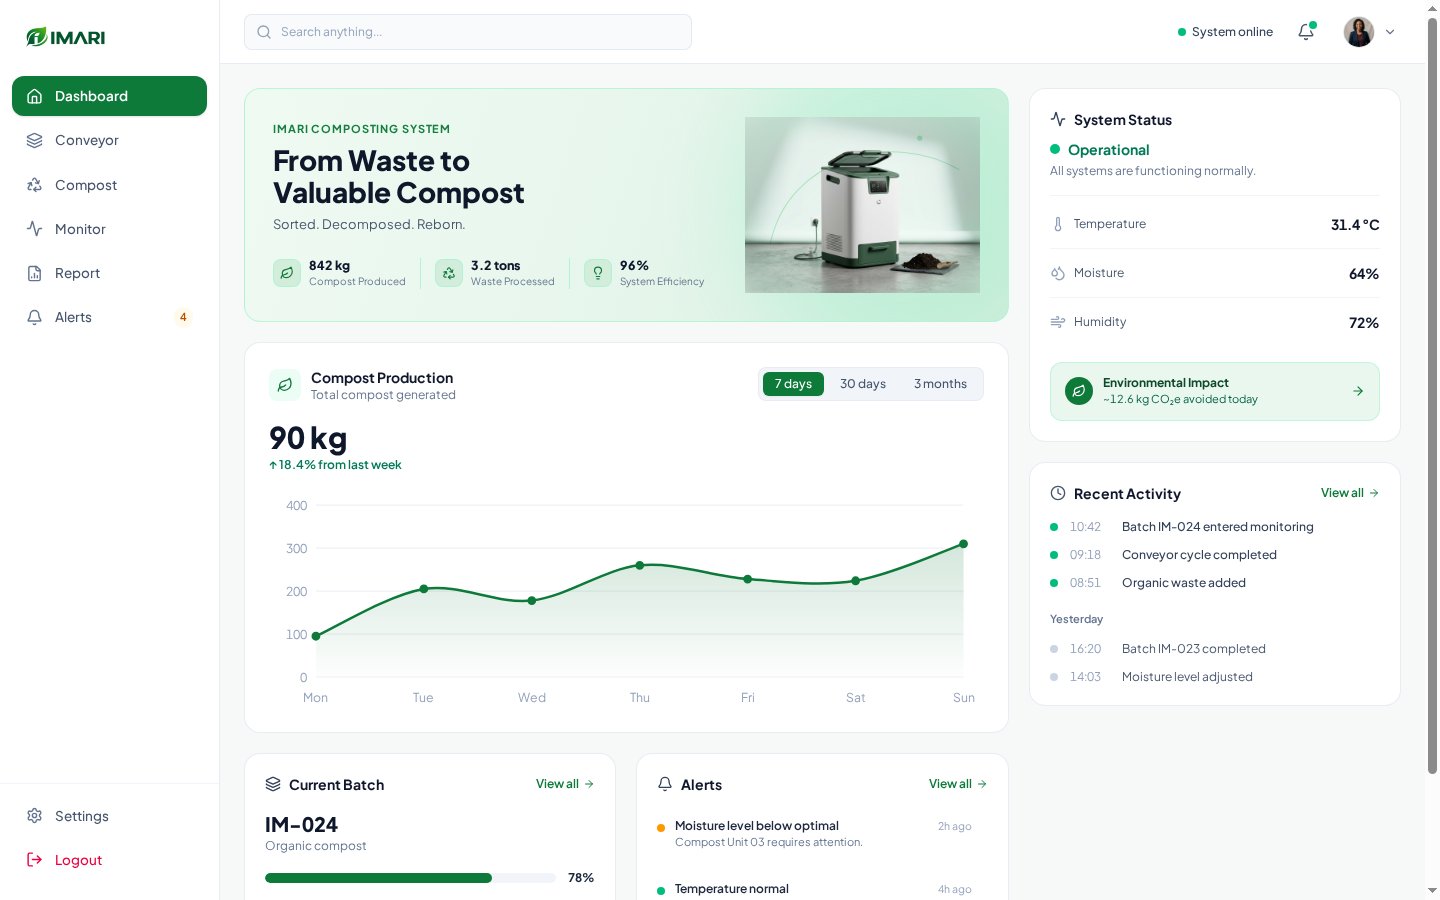 IMARI
Dashboard
Conveyor
Compost
Monitor
Report
Alerts
4
Settings
Logout
Search anything...
System online
IMARI COMPOSTING SYSTEM
From Waste to
Valuable Compost
Sorted. Decomposed. Reborn.
842 kg
Compost Produced
3.2 tons
Waste Processed
96%
System Efficiency
Compost Production
Total compost generated
7 days
30 days
3 months
90 kg
↑ 18.4% from last week
400
300
200
100
0
Mon
Tue
Wed
Thu
Fri
Sat
Sun
Current Batch
View all →
IM-024
Organic compost
78%
Alerts
View all →
Moisture level below optimal
2h ago
Compost Unit 03 requires attention.
Temperature normal
4h ago
System Status
Operational
All systems are functioning normally.
Temperature
31.4 °C
Moisture
64%
Humidity
72%
Environmental Impact
~12.6 kg CO₂e avoided today
Recent Activity
View all →
10:42 Batch IM-024 entered monitoring
09:18 Conveyor cycle completed
08:51 Organic waste added
Yesterday
16:20 Batch IM-023 completed
14:03 Moisture level adjusted